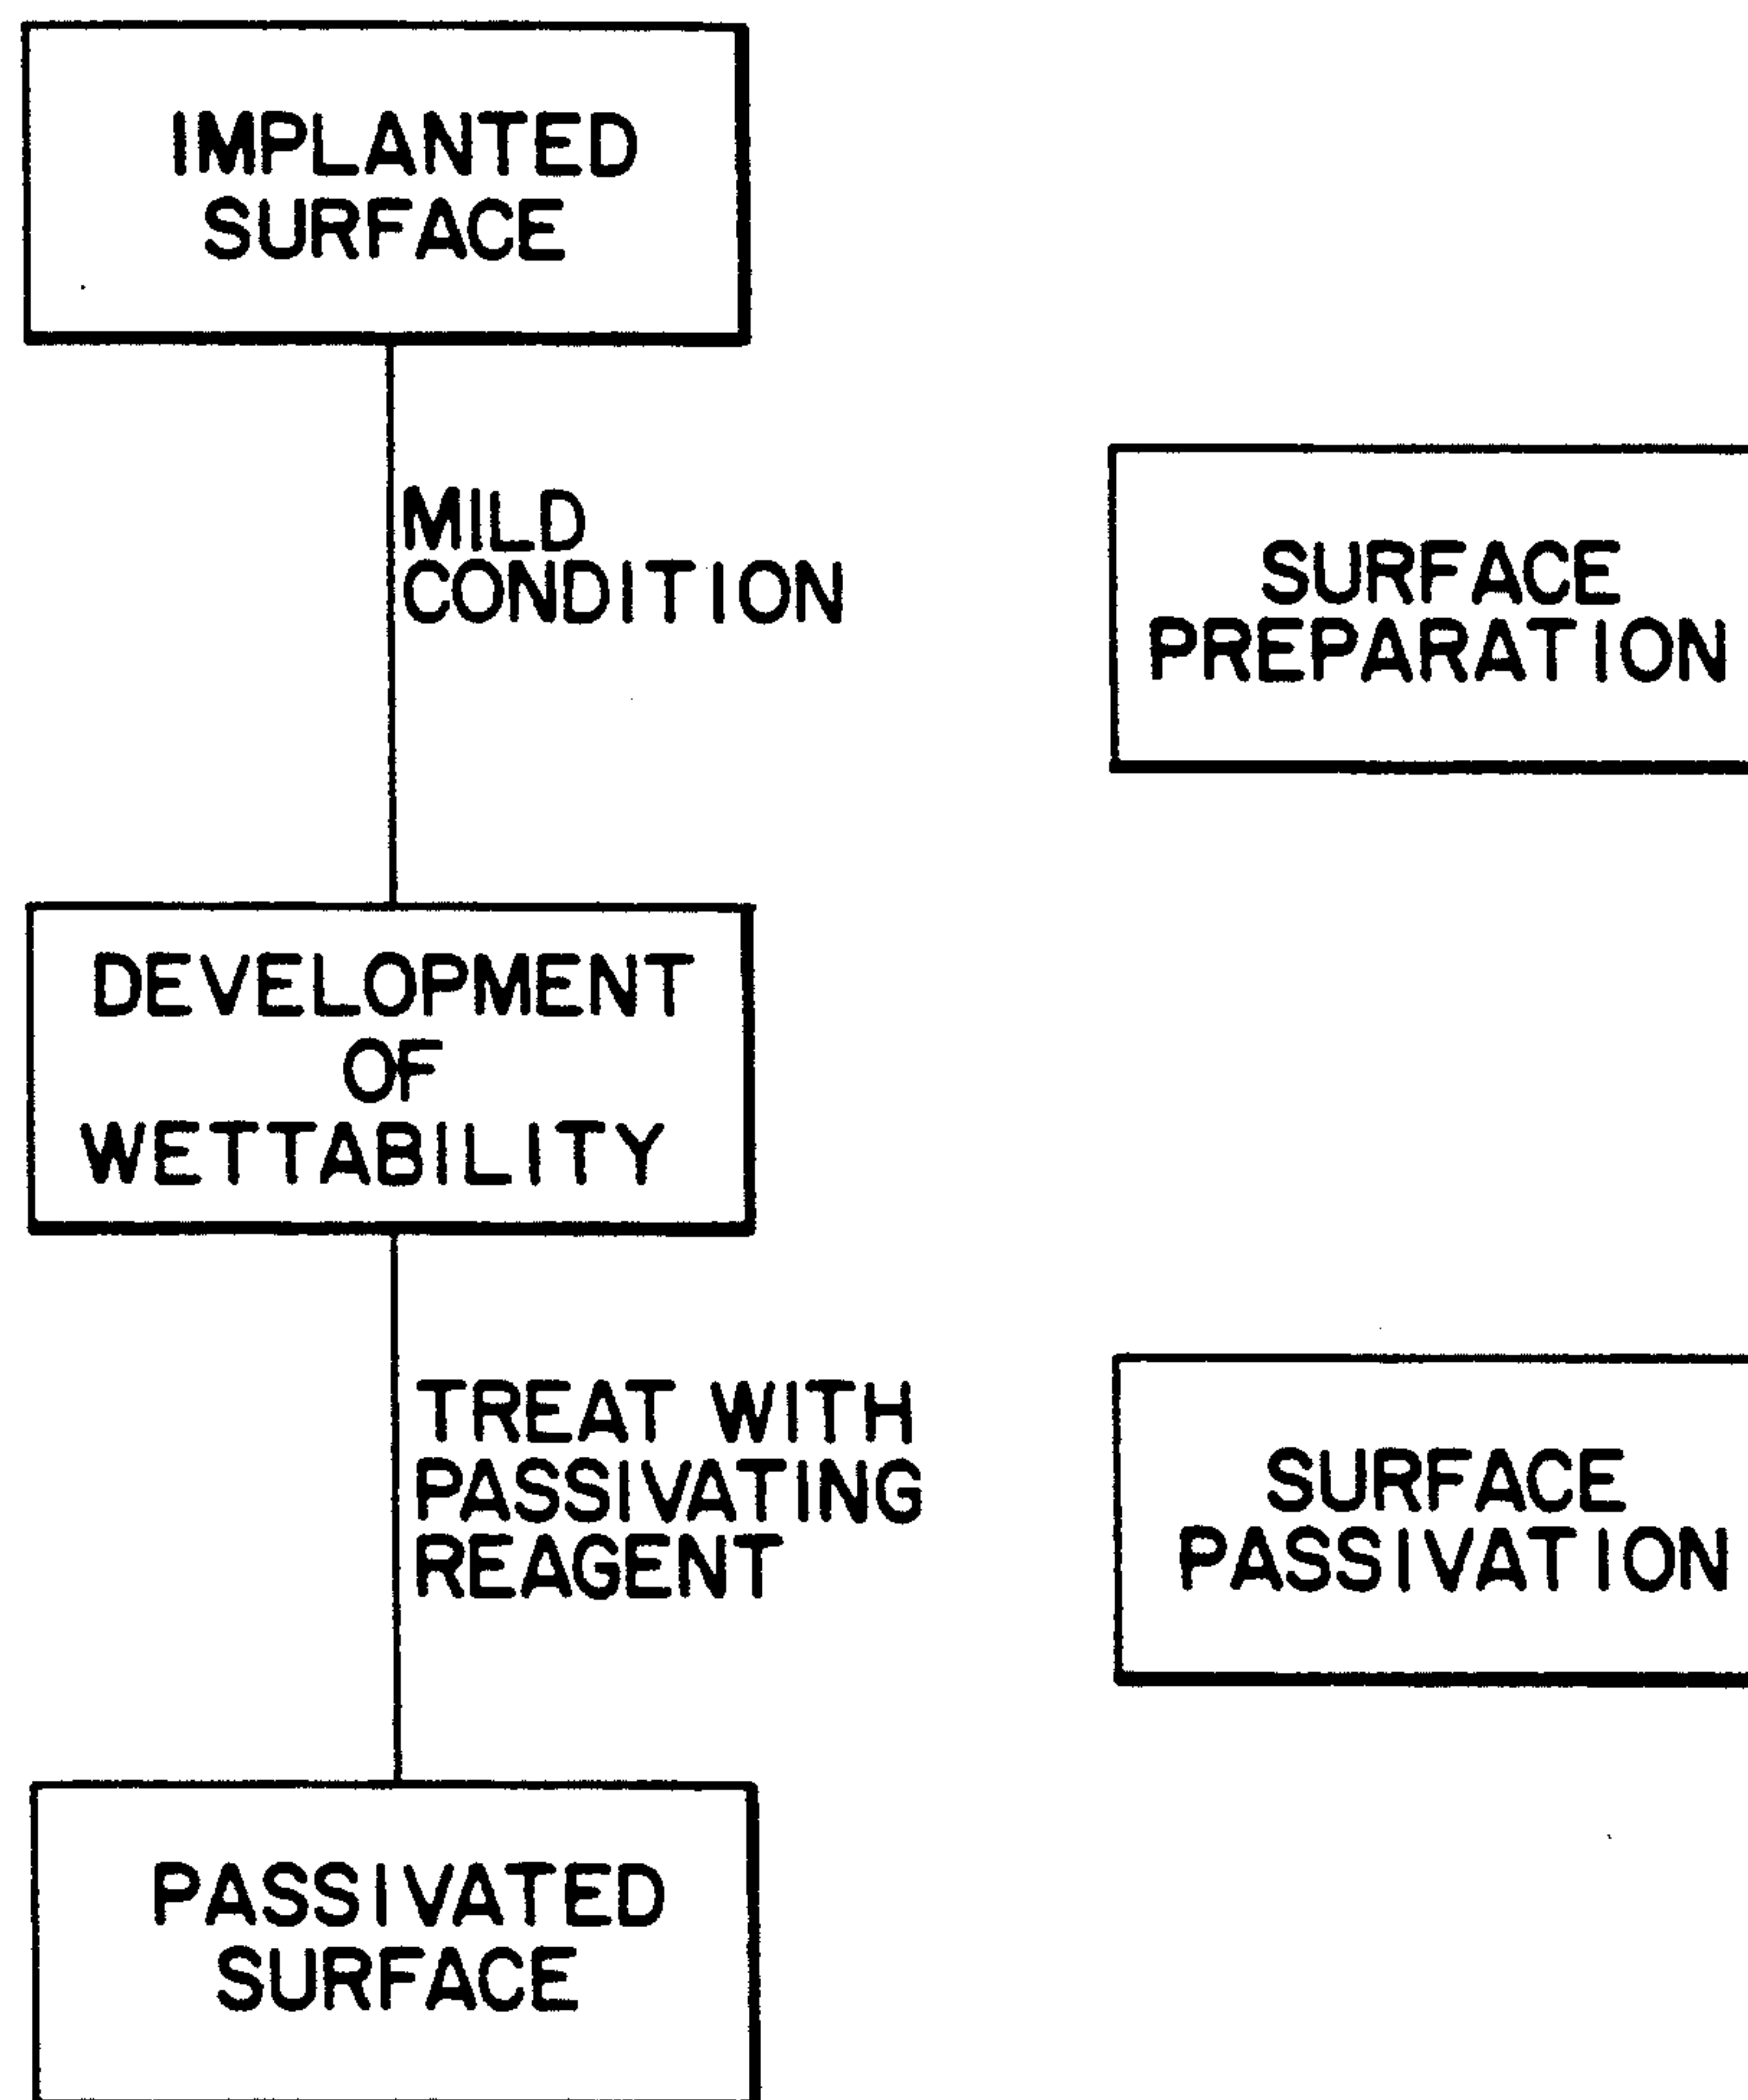 IMPLANTED
SURFACE
MILD
CONDITION
SURFACE
PREPARATION
DEVELOPMENT
OF
WETTABILITY
TREAT WITH
PASSIVATING
REAGENT
SURFACE
PASSIVATION
PASSIVATED
SURFACE